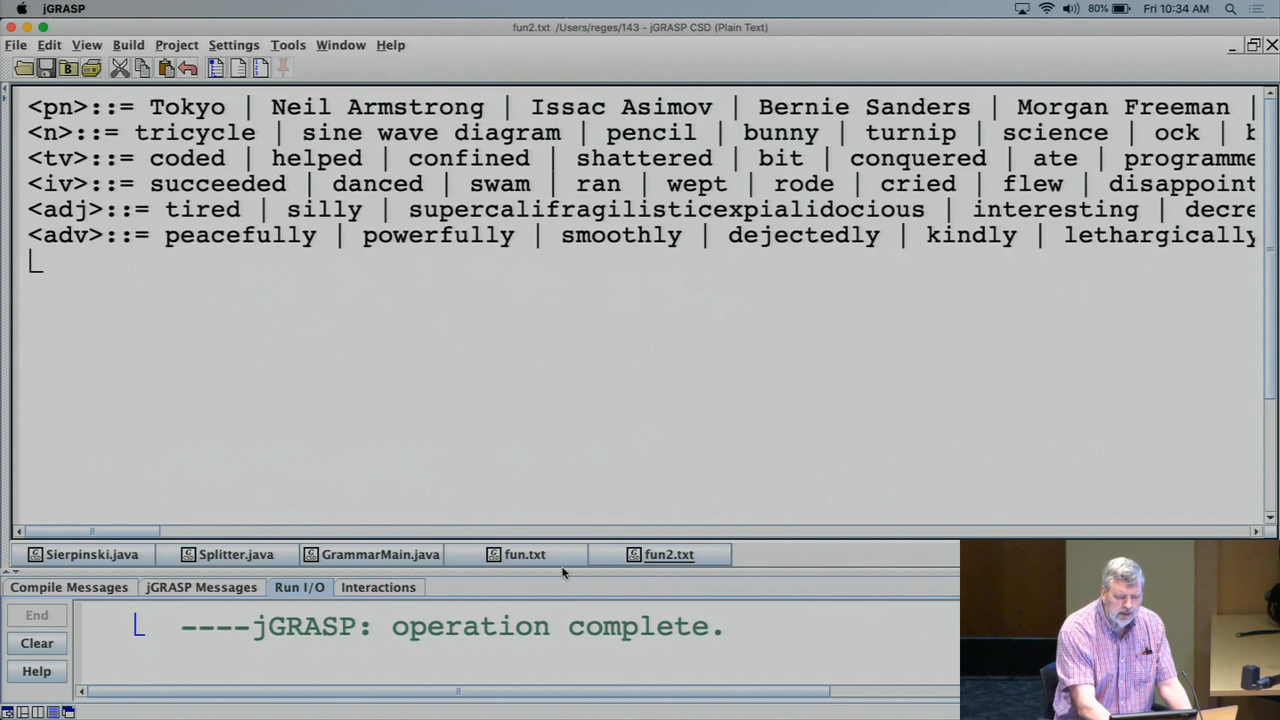 jGRASP 80% Fri 10:34 AM
fun2.txt /Users/reges/143 - jGRASP CSD (Plain Text)
File Edit View Build Project Settings Tools Window Help
<pn>::= Tokyo | Neil Armstrong | Issac Asimov | Bernie Sanders | Morgan Freeman |
<n>::= tricycle | sine wave diagram | pencil | bunny | turnip | science | ock | b
<tv>::= coded | helped | confined | shattered | bit | conquered | ate | programme
<iv>::= succeeded | danced | swam | ran | wept | rode | cried | flew | disappoint
<adj>::= tired | silly | supercalifragilisticexpialidocious | interesting | decre
<adv>::= peacefully | powerfully | smoothly | dejectedly | kindly | lethargically
Sierpinski.java Splitter.java GrammarMain.java fun.txt fun2.txt
Compile Messages jGRASP Messages Run I/O Interactions
End
Clear
Help
----jGRASP: operation complete.